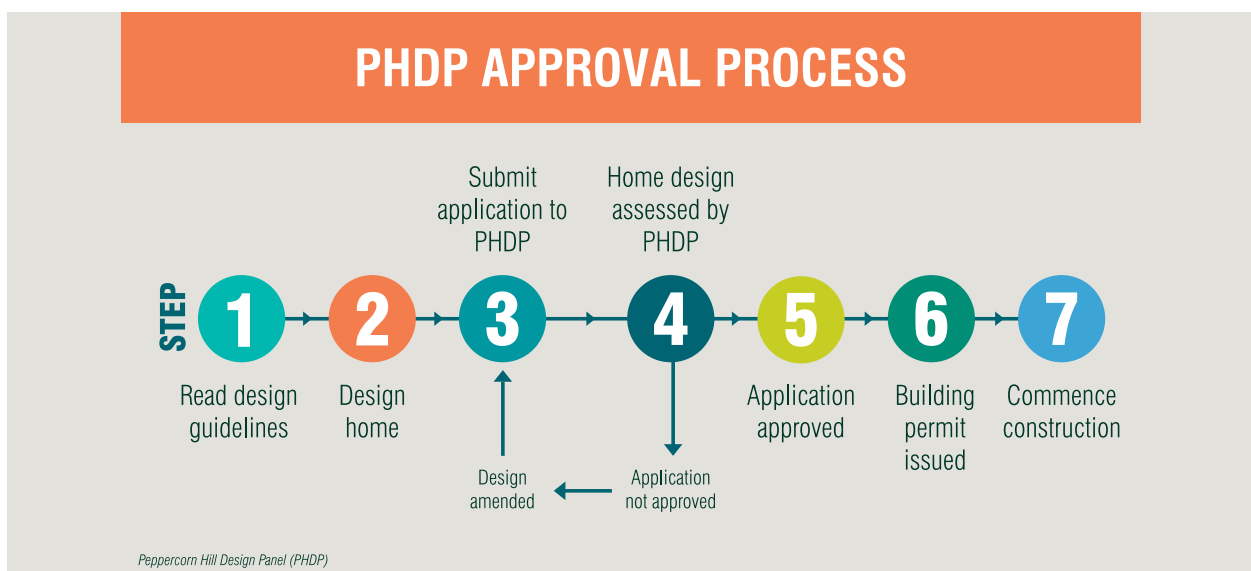 PHDP APPROVAL PROCESS
Submit
application to
PHDP
Home design
assessed by
PHDP
STEP
1
2
3
4
5
6
7
Read design
guidelines
Design
home
Application
approved
Building
permit
issued
Commence
construction
Design
amended
Application
not approved
Peppercorn Hill Design Panel (PHDP)